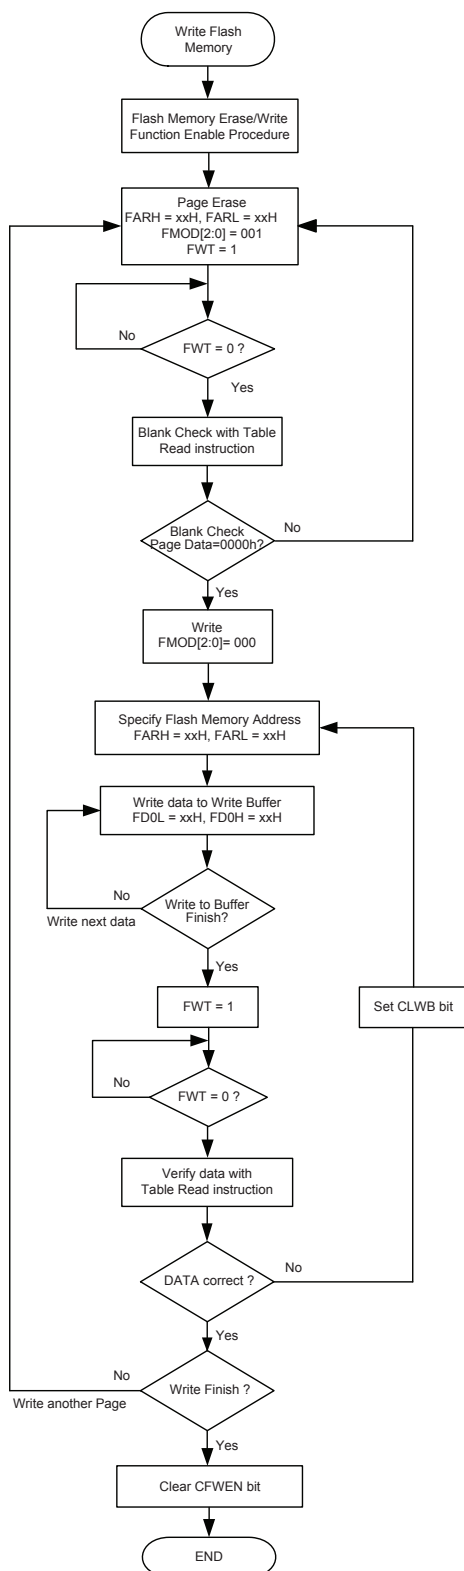 Write Flash
Memory
Flash Memory Erase/Write
Function Enable Procedure
Page Erase
FARH = xxH, FARL = xxH
FMOD[2:0] = 001
FWT = 1
No
FWT = 0 ?
Yes
Blank Check with Table
Read instruction
No
Blank Check
Page Data=0000h?
Yes
Write
FMOD[2:0]= 000
Specify Flash Memory Address
FARH = xxH, FARL = xxH
Write data to Write Buffer
FD0L = xxH, FD0H = xxH
No
Write next data
Write to Buffer
Finish?
Yes
FWT = 1
Set CLWB bit
No
FWT = 0 ?
Verify data with
Table Read instruction
No
DATA correct ?
Yes
No
Write another Page
Write Finish ?
Yes
Clear CFWEN bit
END